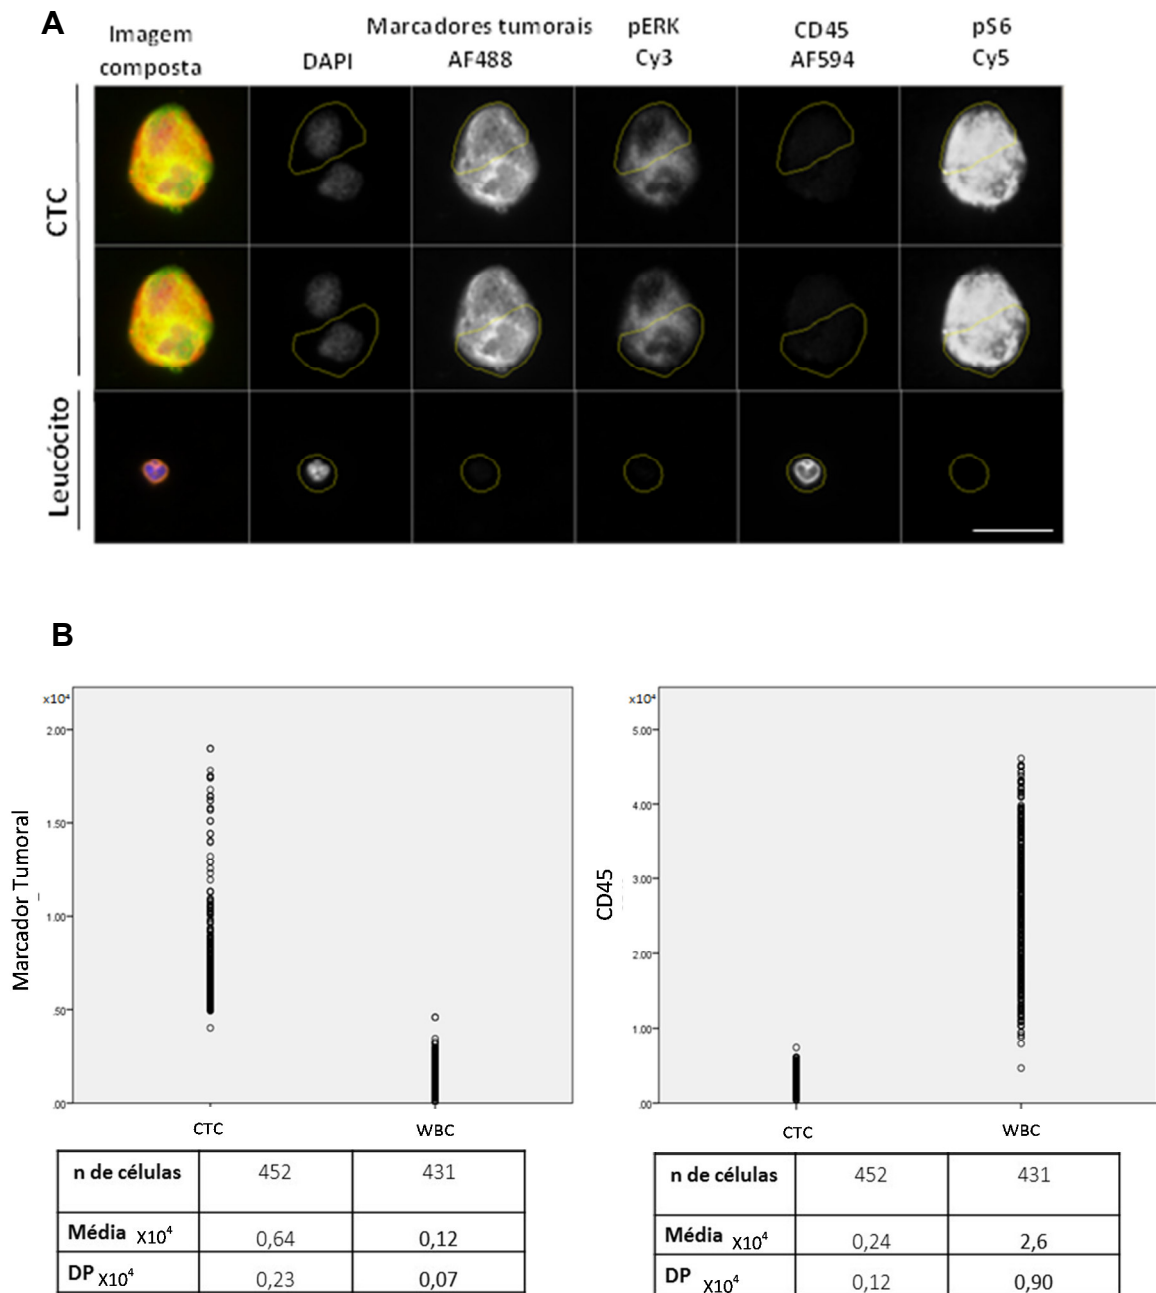 A
Imagem composta
DAPI
Marcadores tumorais
AF488
pERK
Cy3
CD45
AF594
pS6
Cy5
CTC
Leucócito
B
x10⁴
2.00
1.50
1.00
.50
.00
Marcador Tumoral
CTC
WBC
x10⁴
5.00
4.00
3.00
2.00
1.00
.00
CD45
CTC
WBC
n de células 452 431
Média X10⁴ 0,64 0,12
DP X10⁴ 0,23 0,07
n de células 452 431
Média X10⁴ 0,24 2,6
DP X10⁴ 0,12 0,90